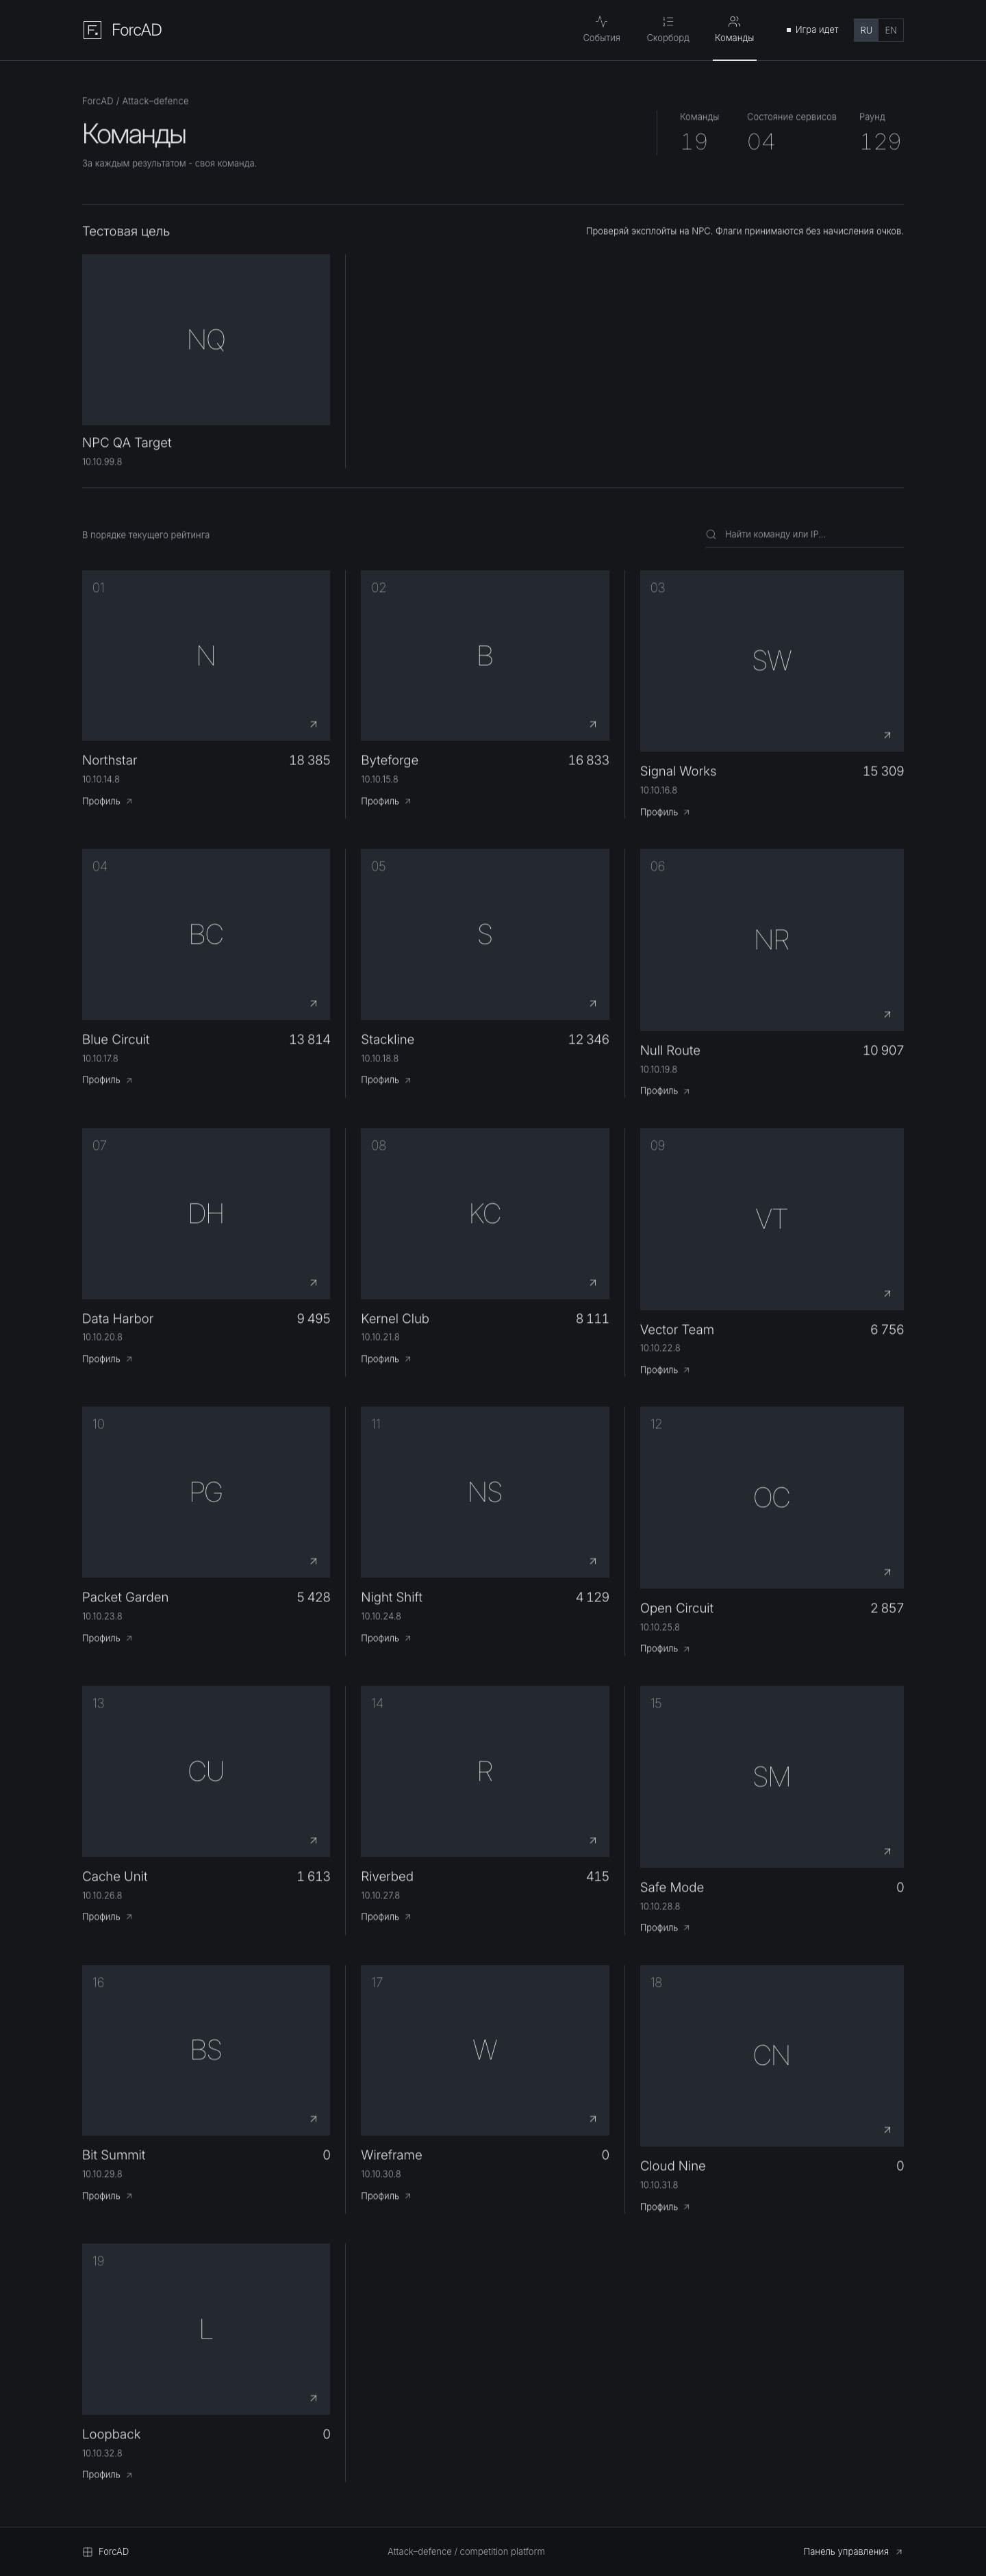 ForcAD
События
Скорборд
Команды
Игра идет
RU EN
ForcAD / Attack–defence
Команды
За каждым результатом - своя команда.
Команды
19
Состояние сервисов
04
Раунд
129
Тестовая цель
Проверяй эксплойты на NPC. Флаги принимаются без начисления очков.
NQ
NPC QA Target
10.10.99.8
В порядке текущего рейтинга
Найти команду или IP...
01
N
Northstar 18 385
10.10.14.8
Профиль
02
B
Byteforge 16 833
10.10.15.8
Профиль
03
SW
Signal Works 15 309
10.10.16.8
Профиль
04
BC
Blue Circuit 13 814
10.10.17.8
Профиль
05
S
Stackline 12 346
10.10.18.8
Профиль
06
NR
Null Route 10 907
10.10.19.8
Профиль
07
DH
Data Harbor 9 495
10.10.20.8
Профиль
08
KC
Kernel Club 8 111
10.10.21.8
Профиль
09
VT
Vector Team 6 756
10.10.22.8
Профиль
10
PG
Packet Garden 5 428
10.10.23.8
Профиль
11
NS
Night Shift 4 129
10.10.24.8
Профиль
12
OC
Open Circuit 2 857
10.10.25.8
Профиль
13
CU
Cache Unit 1 613
10.10.26.8
Профиль
14
R
Riverbed 415
10.10.27.8
Профиль
15
SM
Safe Mode 0
10.10.28.8
Профиль
16
BS
Bit Summit 0
10.10.29.8
Профиль
17
W
Wireframe 0
10.10.30.8
Профиль
18
CN
Cloud Nine 0
10.10.31.8
Профиль
19
L
Loopback 0
10.10.32.8
Профиль
ForcAD
Attack–defence / competition platform
Панель управления